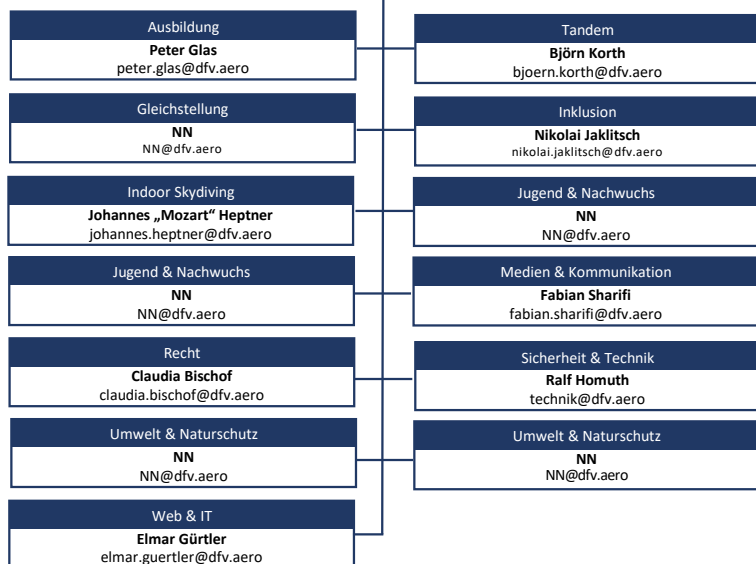 Ausbildung
Peter Glas
peter.glas@dfv.aero
Tandem
Björn Korth
bjoern.korth@dfv.aero
Gleichstellung
NN
NN@dfv.aero
Inklusion
Nikolai Jaklitsch
nikolai.jaklitsch@dfv.aero
Indoor Skydiving
Johannes „Mozart“ Heptner
johannes.heptner@dfv.aero
Jugend & Nachwuchs
NN
NN@dfv.aero
Jugend & Nachwuchs
NN
NN@dfv.aero
Medien & Kommunikation
Fabian Sharifi
fabian.sharifi@dfv.aero
Recht
Claudia Bischof
claudia.bischof@dfv.aero
Sicherheit & Technik
Ralf Homuth
technik@dfv.aero
Umwelt & Naturschutz
NN
NN@dfv.aero
Umwelt & Naturschutz
NN
NN@dfv.aero
Web & IT
Elmar Gürtler
elmar.guertler@dfv.aero